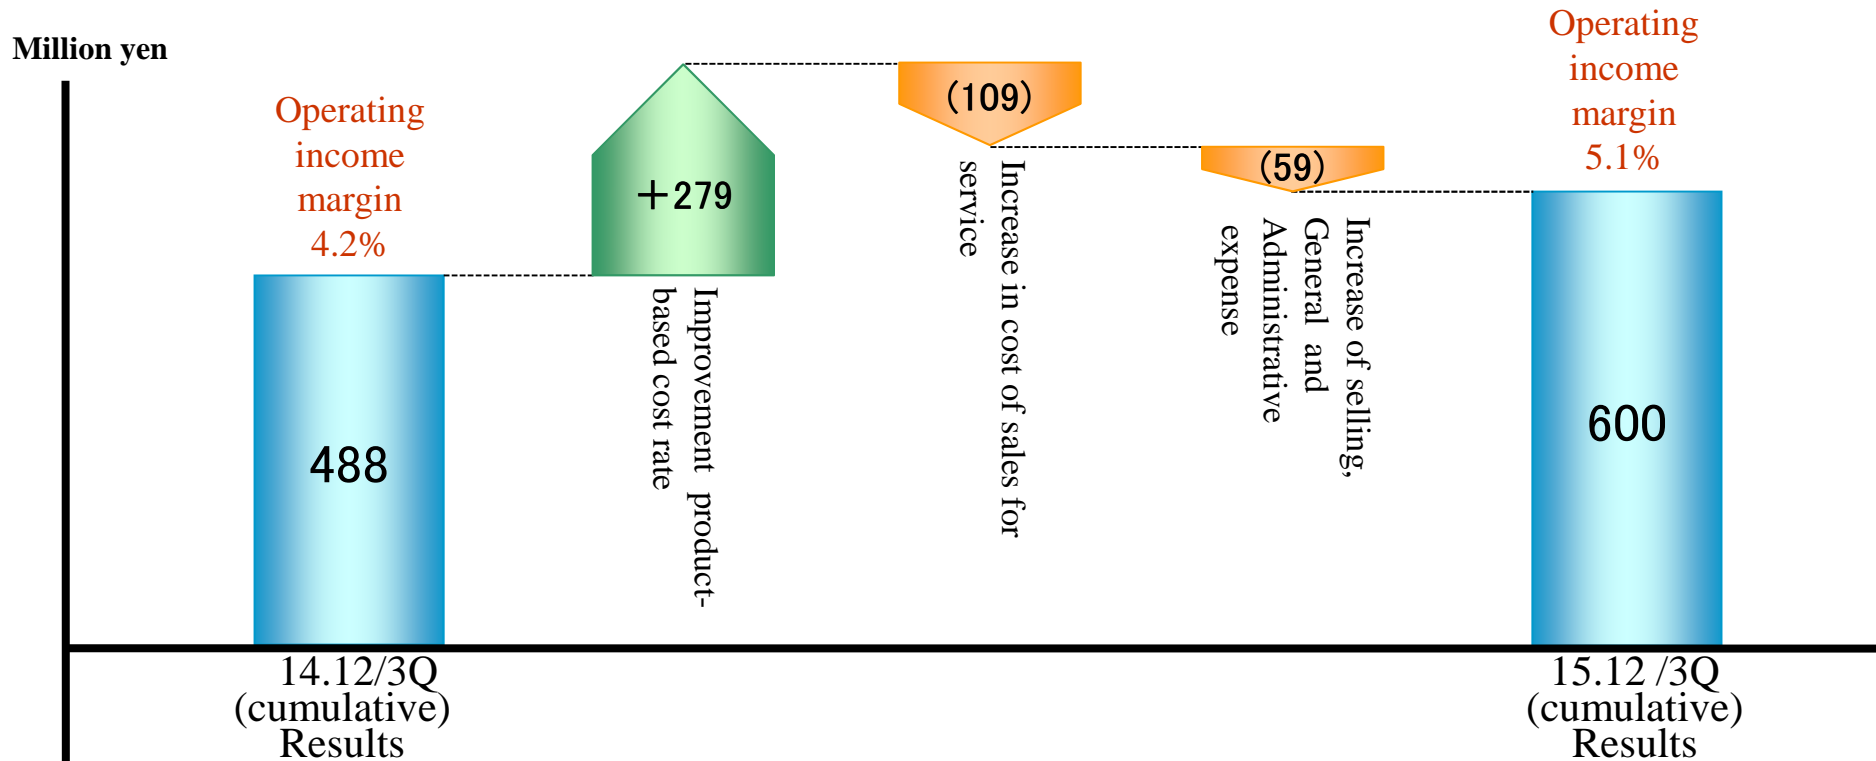 Million yen
Operating
income
margin
4.2%
488
14.12/3Q
(cumulative)
Results
+279
Improvement product-
based cost rate
(109)
Increase in cost of sales for
service
(59)
Increase of selling,
General and
Administrative
expense
Operating
income
margin
5.1%
600
15.12 /3Q
(cumulative)
Results